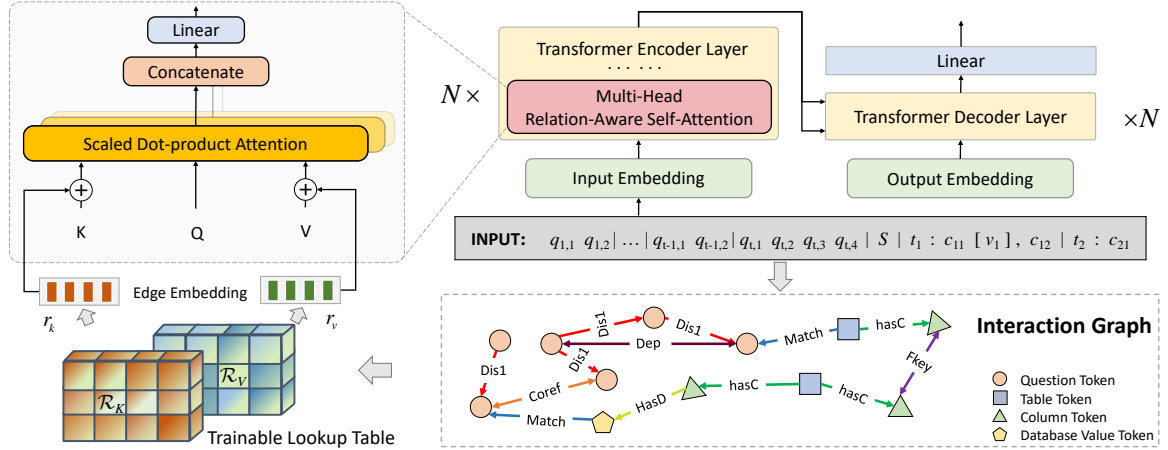 Linear
Concatenate
Scaled Dot-product Attention
+
+
K
Q
V
Edge Embedding
r_k
r_v
R_K
R_V
Trainable Lookup Table
N×
Transformer Encoder Layer
... ...
Multi-Head
Relation-Aware Self-Attention
Input Embedding
Linear
Transformer Decoder Layer
×N
Output Embedding
INPUT: q_{1,1} q_{1,2} | ... | q_{t-1,1} q_{t-1,2} | q_{t,1} q_{t,2} q_{t,3} q_{t,4} | S | t_1 : c_{11} [ v_1 ] , c_{12} | t_2 : c_{21}
Interaction Graph
Dis1
Dis1
Dis1
Dis1
Dep
Coref
Match
Match
hasC
hasC
hasC
HasD
Fkey
Question Token
Table Token
Column Token
Database Value Token